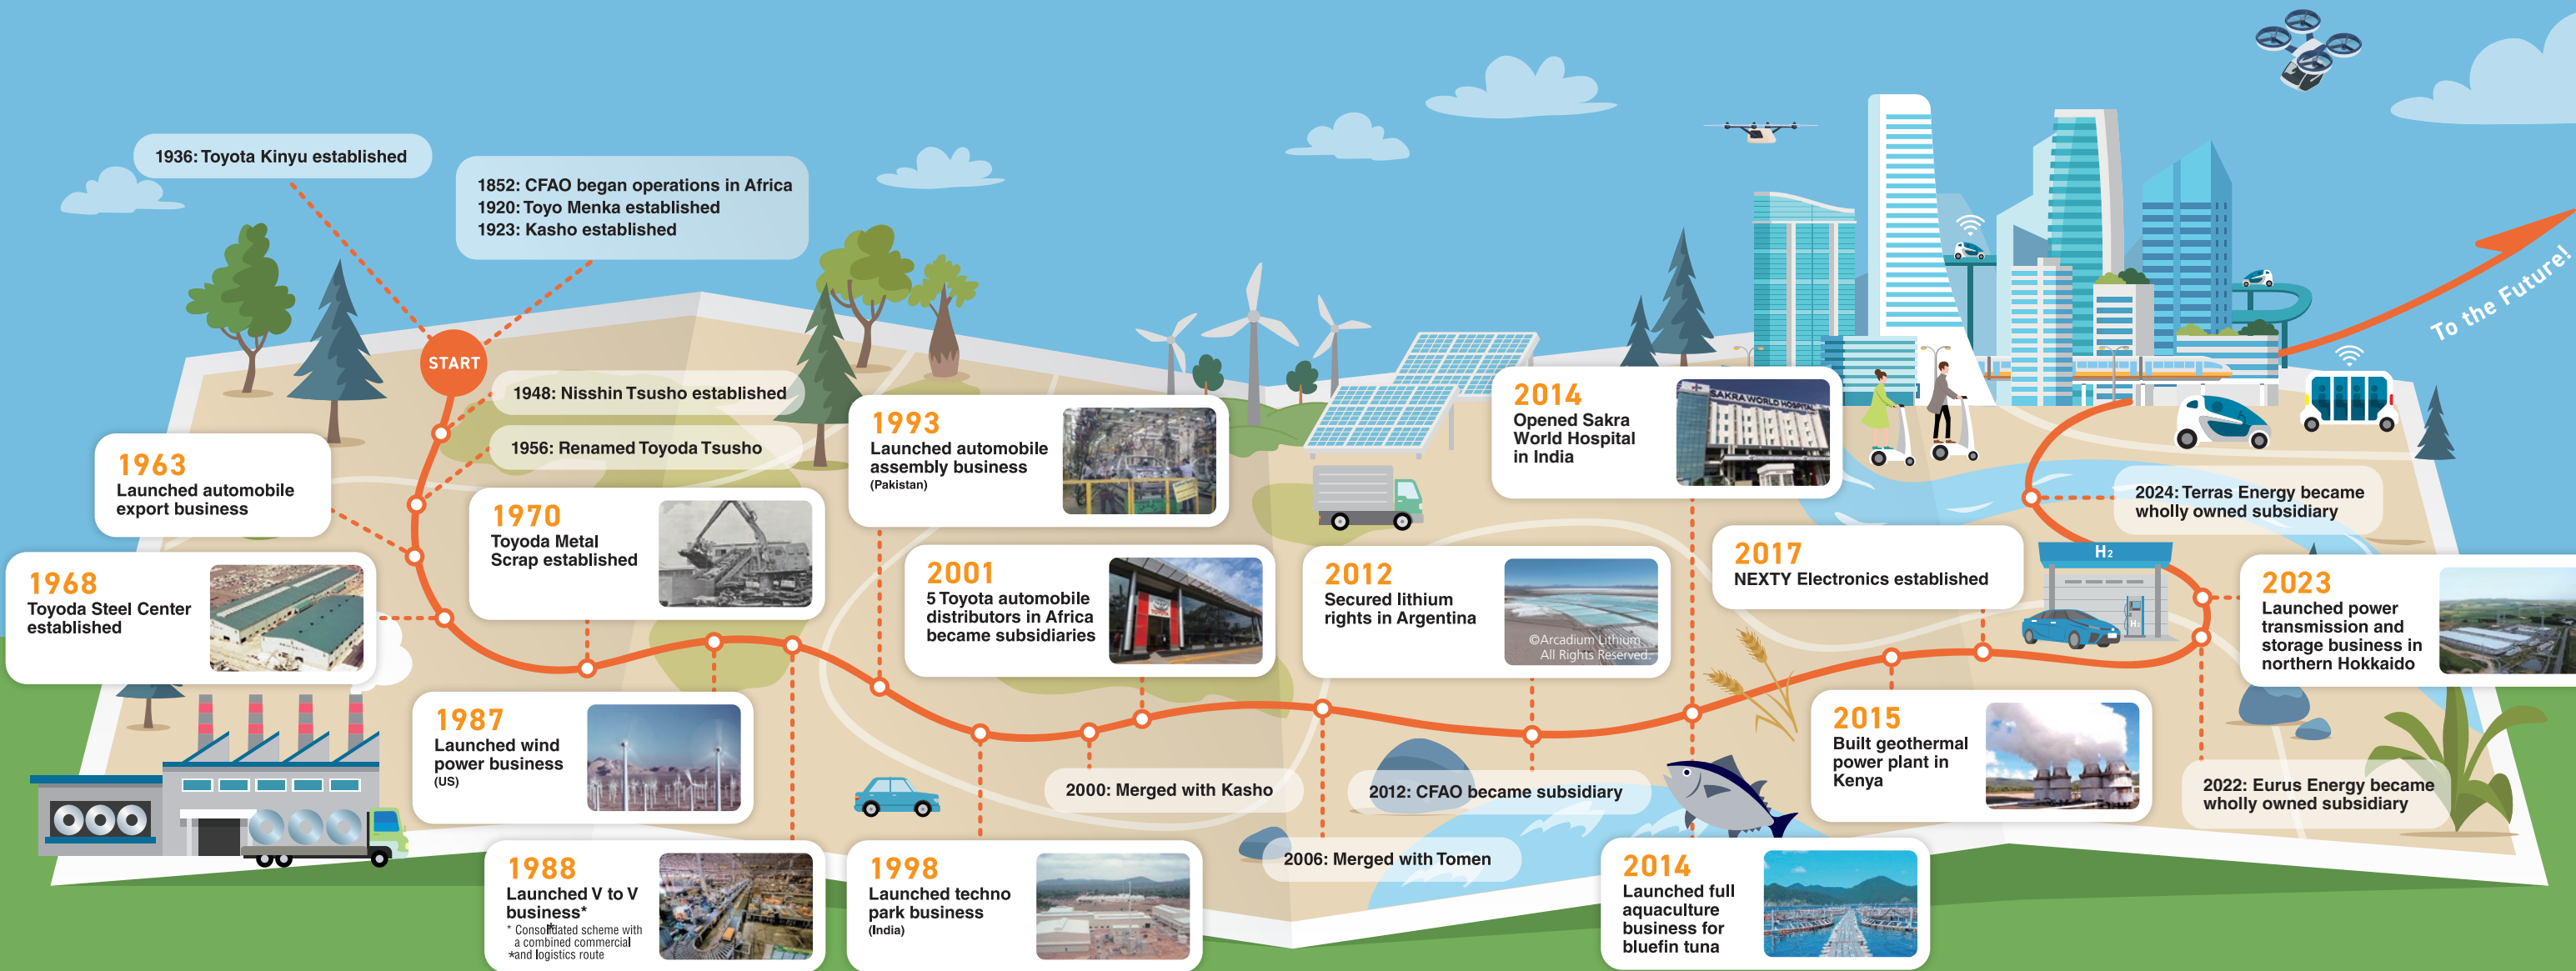 1936: Toyota Kinyu established
1852: CFAO began operations in Africa
1920: Toyo Menka established
1923: Kasho established
START
1948: Nisshin Tsusho established
1956: Renamed Toyoda Tsusho
1963
Launched automobile
export business
1968
Toyoda Steel Center
established
1970
Toyoda Metal
Scrap established
1987
Launched wind
power business
(US)
1988
Launched V to V
business*
* Consolidated scheme with
a combined commercial
*and logistics route
1993
Launched automobile
assembly business
(Pakistan)
1998
Launched techno
park business
(India)
2000: Merged with Kasho
2001
5 Toyota automobile
distributors in Africa
became subsidiaries
2006: Merged with Tomen
2012
Secured lithium
rights in Argentina
©Arcadium Lithium.
All Rights Reserved.
2012: CFAO became subsidiary
2014
Opened Sakra
World Hospital
in India
SAKRA WORLD HOSPITAL
2014
Launched full
aquaculture
business for
bluefin tuna
2015
Built geothermal
power plant in
Kenya
2017
NEXTY Electronics established
H2
H2
2022: Eurus Energy became
wholly owned subsidiary
2023
Launched power
transmission and
storage business in
northern Hokkaido
2024: Terras Energy became
wholly owned subsidiary
To the Future!